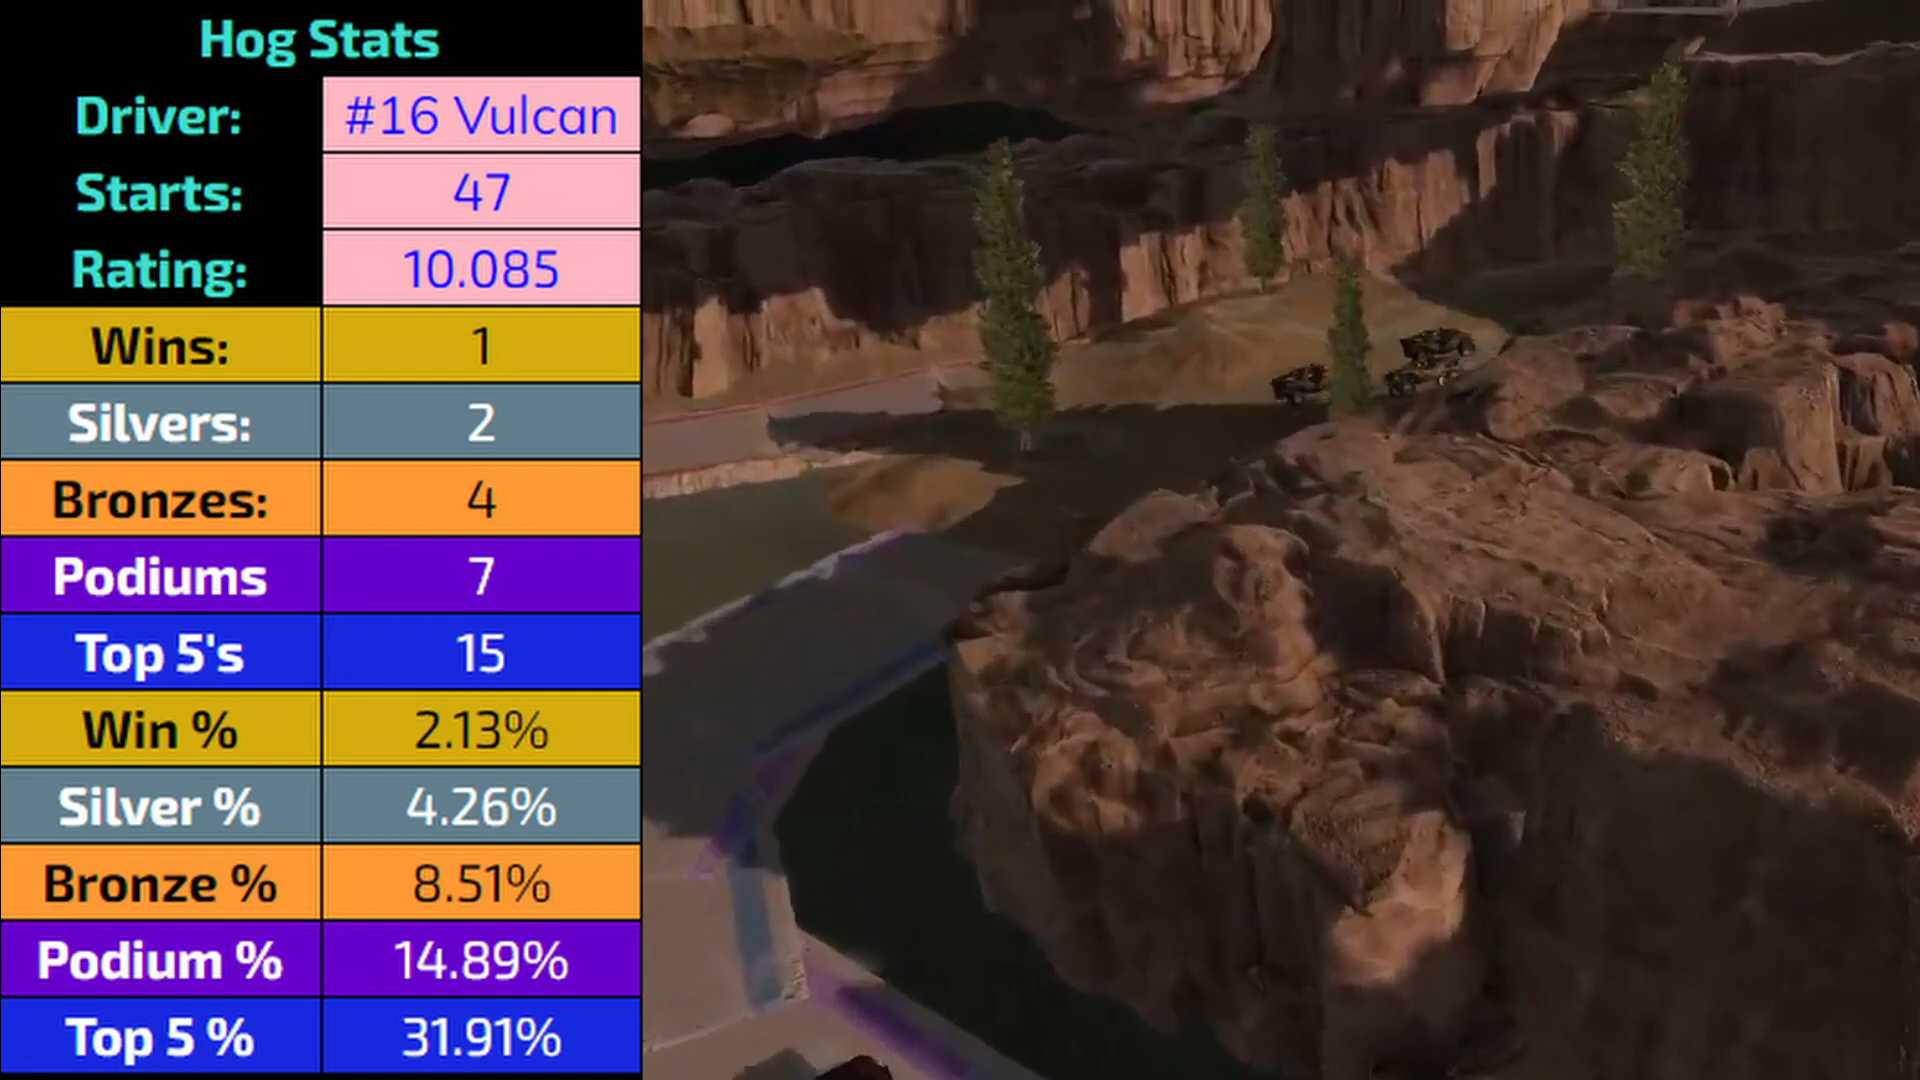 Hog Stats
Driver: #16 Vulcan
Starts: 47
Rating: 10.085
Wins: 1
Silvers: 2
Bronzes: 4
Podiums 7
Top 5's 15
Win % 2.13%
Silver % 4.26%
Bronze % 8.51%
Podium % 14.89%
Top 5 % 31.91%